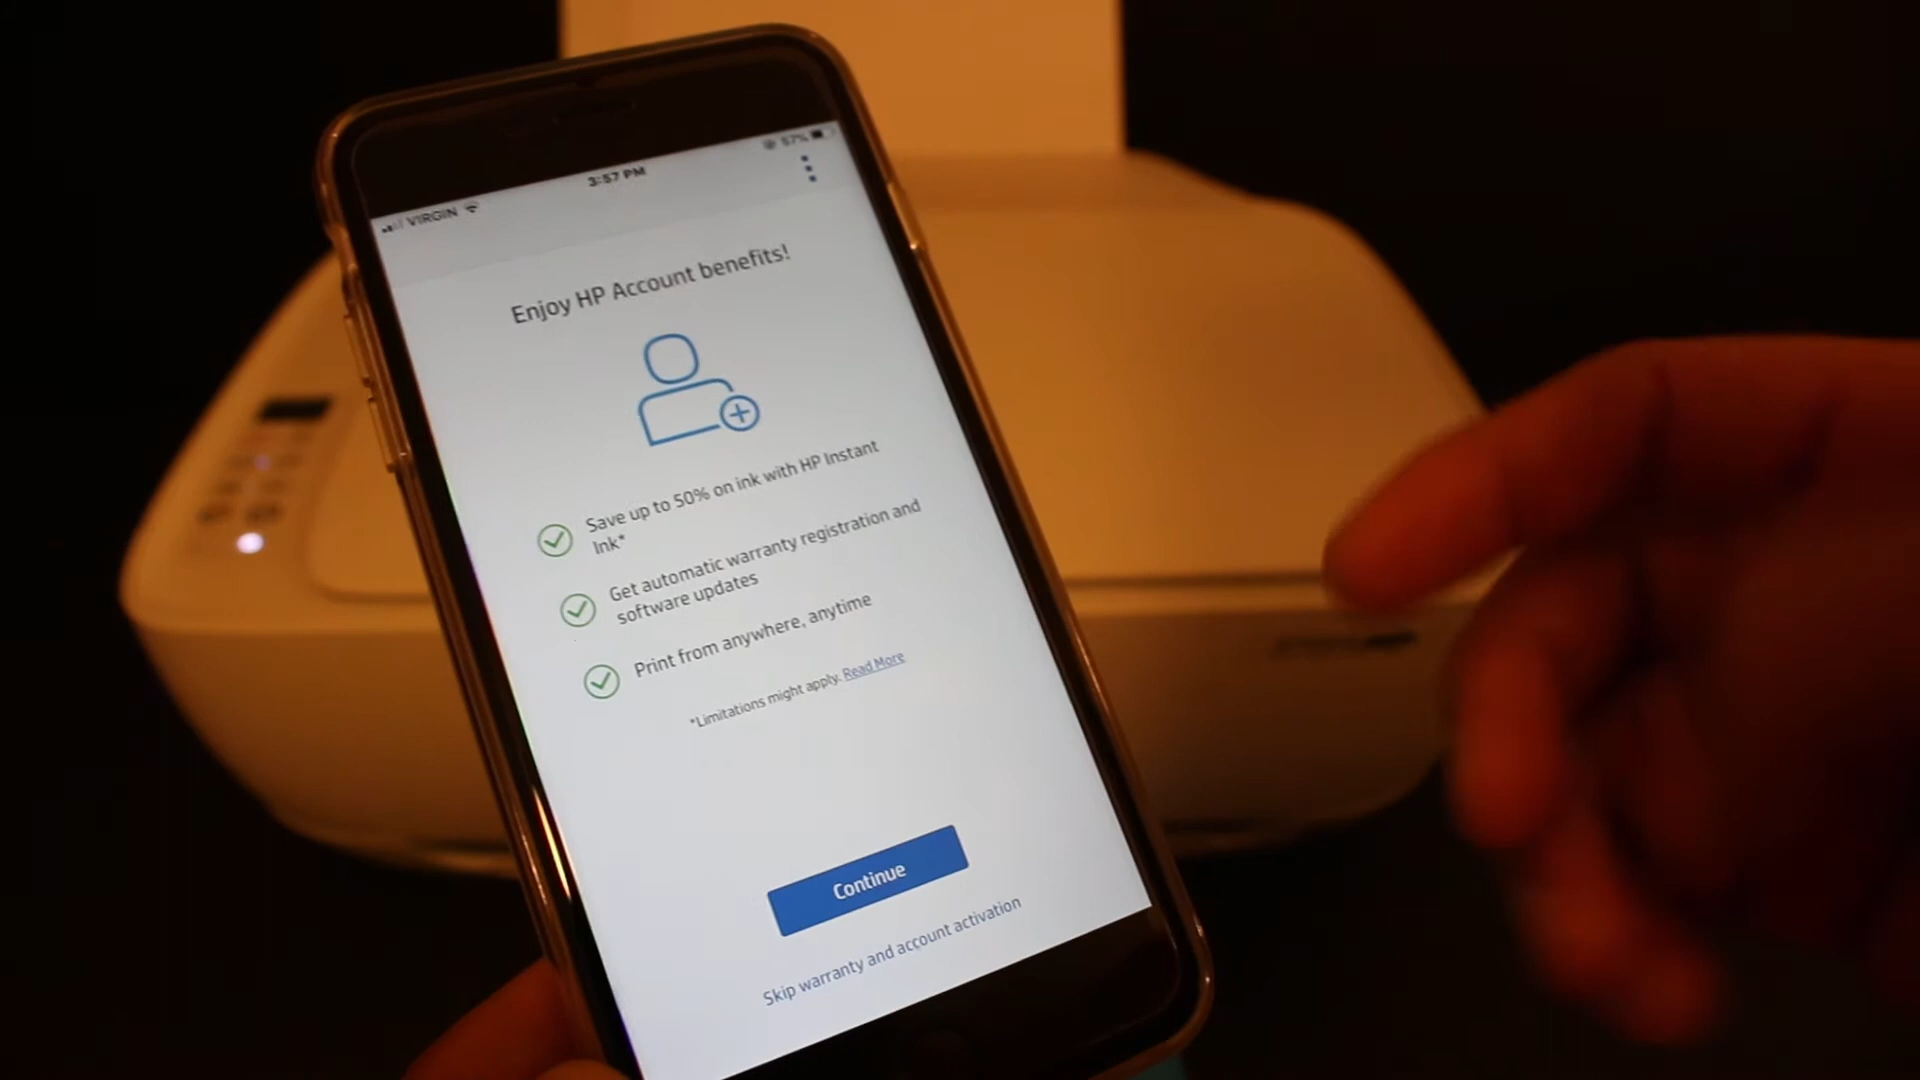 VIRGIN
3:57 PM
57%
Enjoy HP Account benefits!
Save up to 50% on ink with HP Instant
Ink*
Get automatic warranty registration and
software updates
Print from anywhere, anytime
*Limitations might apply. Read More
Continue
Skip warranty and account activation